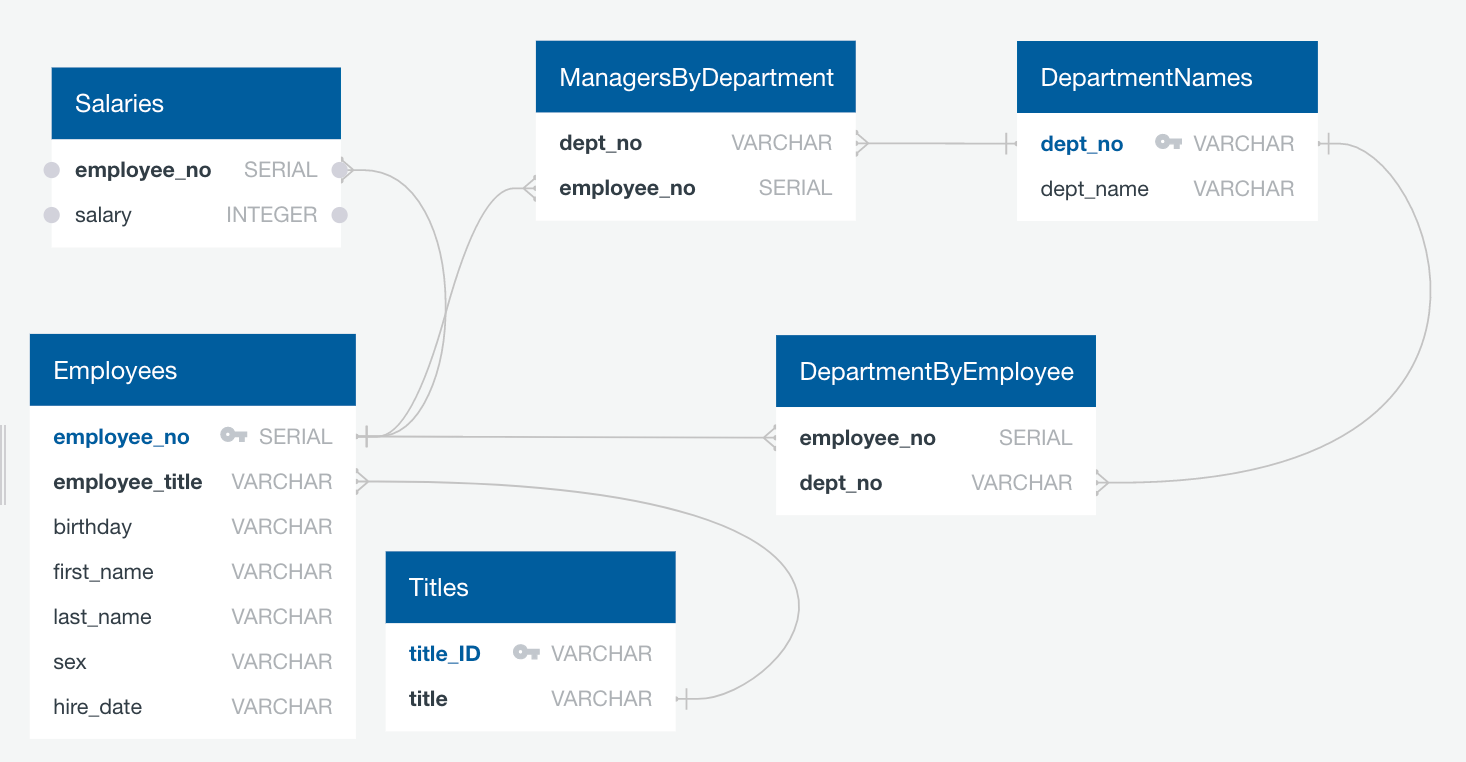 Salaries
employee_no SERIAL
salary INTEGER
ManagersByDepartment
dept_no VARCHAR
employee_no SERIAL
DepartmentNames
dept_no VARCHAR
dept_name VARCHAR
Employees
employee_no SERIAL
employee_title VARCHAR
birthday VARCHAR
first_name VARCHAR
last_name VARCHAR
sex VARCHAR
hire_date VARCHAR
DepartmentByEmployee
employee_no SERIAL
dept_no VARCHAR
Titles
title_ID VARCHAR
title VARCHAR